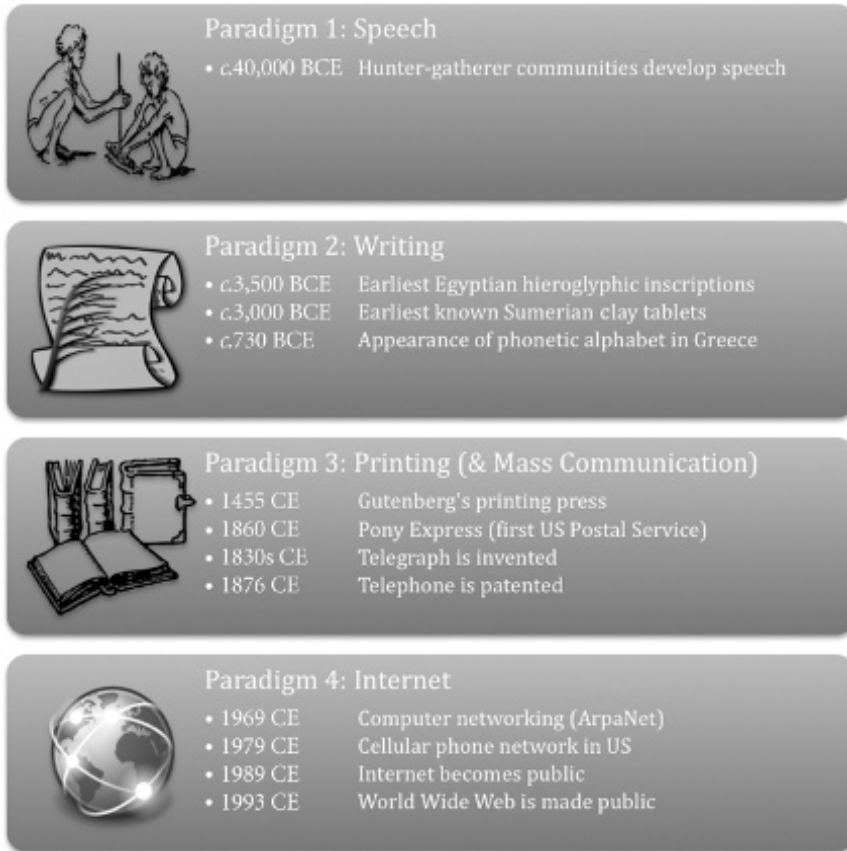 Paradigm 1: Speech
• c.40,000 BCE Hunter-gatherer communities develop speech
Paradigm 2: Writing
• c.3,500 BCE Earliest Egyptian hieroglyphic inscriptions
• c.3,000 BCE Earliest known Sumerian clay tablets
• c.730 BCE Appearance of phonetic alphabet in Greece
Paradigm 3: Printing (& Mass Communication)
• 1455 CE Gutenberg's printing press
• 1860 CE Pony Express (first US Postal Service)
• 1830s CE Telegraph is invented
• 1876 CE Telephone is patented
Paradigm 4: Internet
• 1969 CE Computer networking (ArpaNet)
• 1979 CE Cellular phone network in US
• 1989 CE Internet becomes public
• 1993 CE World Wide Web is made public